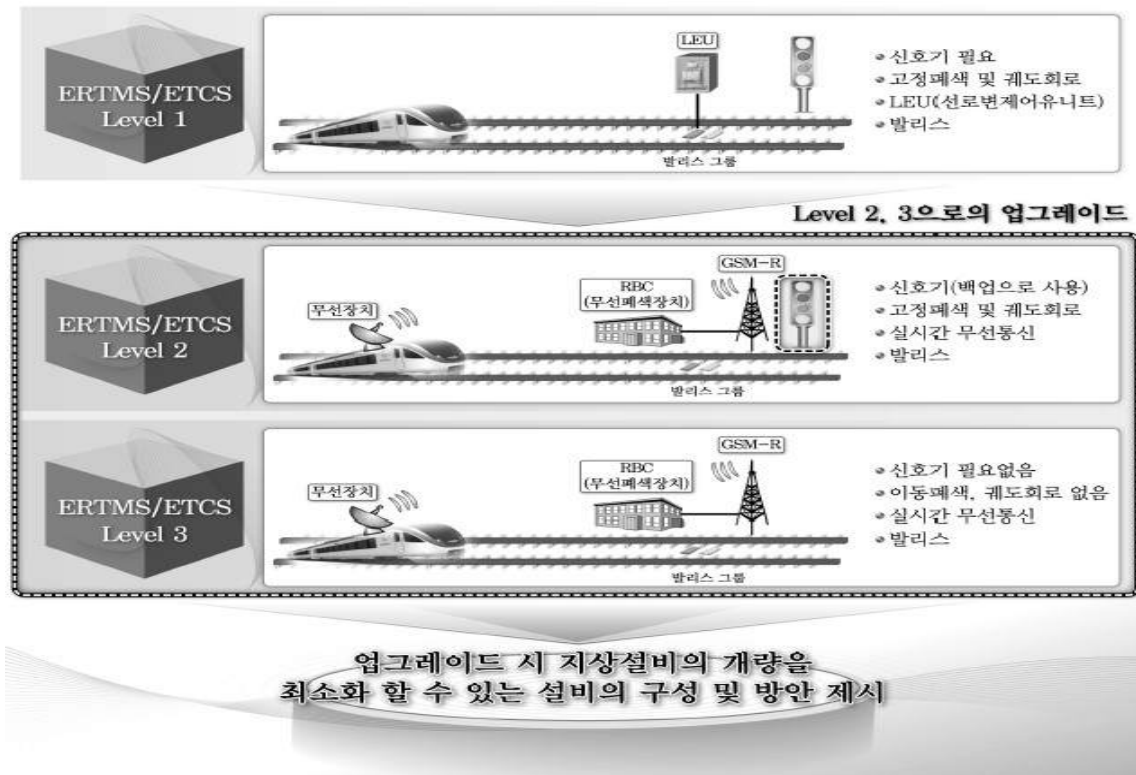 ERTMS/ETCS
Level 1
LEU
발리스 그룹
신호기 필요
고정폐색 및 궤도회로
LEU(선로변제어유니트)
발리스
Level 2, 3으로의 업그레이드
ERTMS/ETCS
Level 2
무선장치
RBC
(무선폐색장치)
GSM-R
발리스 그룹
신호기(백업으로 사용)
고정폐색 및 궤도회로
실시간 무선통신
발리스
ERTMS/ETCS
Level 3
무선장치
RBC
(무선폐색장치)
GSM-R
발리스 그룹
신호기 필요없음
이동폐색, 궤도회로 없음
실시간 무선통신
발리스
업그레이드 시 지상설비의 개량을
최소화 할 수 있는 설비의 구성 및 방안 제시